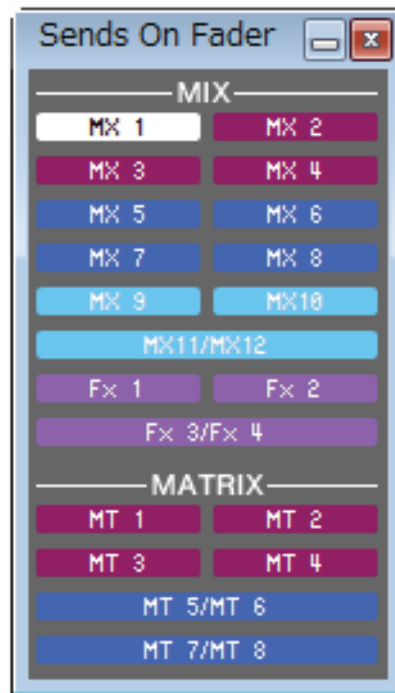 Sends On Fader
MIX
MX 1 MX 2
MX 3 MX 4
MX 5 MX 6
MX 7 MX 8
MX 9 MX10
MX11/MX12
Fx 1 Fx 2
Fx 3/Fx 4
MATRIX
MT 1 MT 2
MT 3 MT 4
MT 5/MT 6
MT 7/MT 8